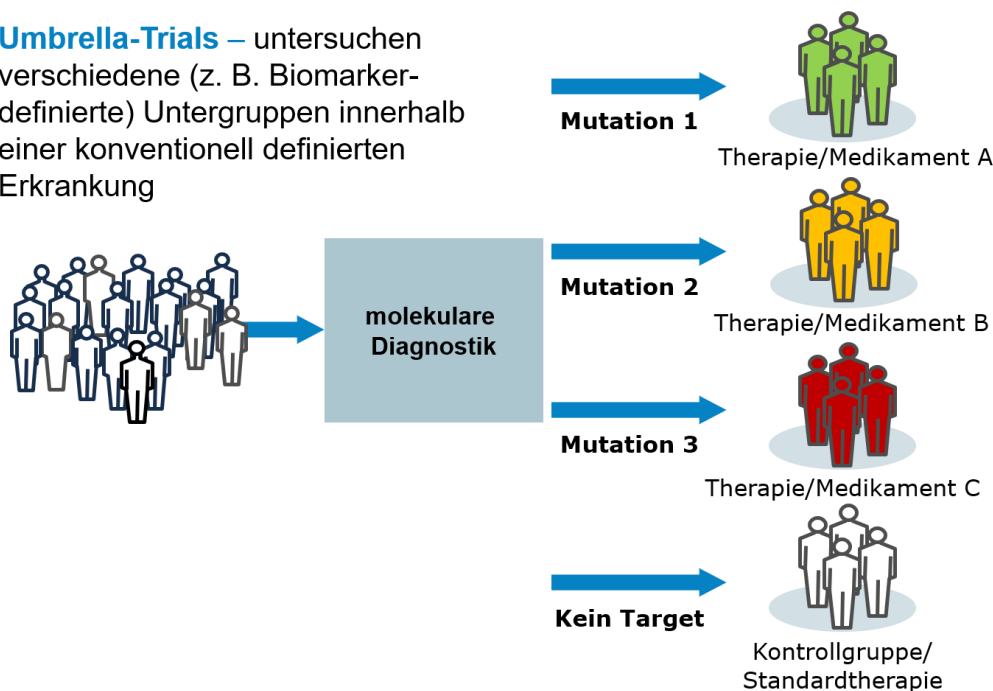 Umbrella-Trials – untersuchen
verschiedene (z. B. Biomarker-
definierte) Untergruppen innerhalb
einer konventionell definierten
Erkrankung
Mutation 1
Therapie/Medikament A
Mutation 2
Therapie/Medikament B
molekulare
Diagnostik
Mutation 3
Therapie/Medikament C
Kein Target
Kontrollgruppe/
Standardtherapie